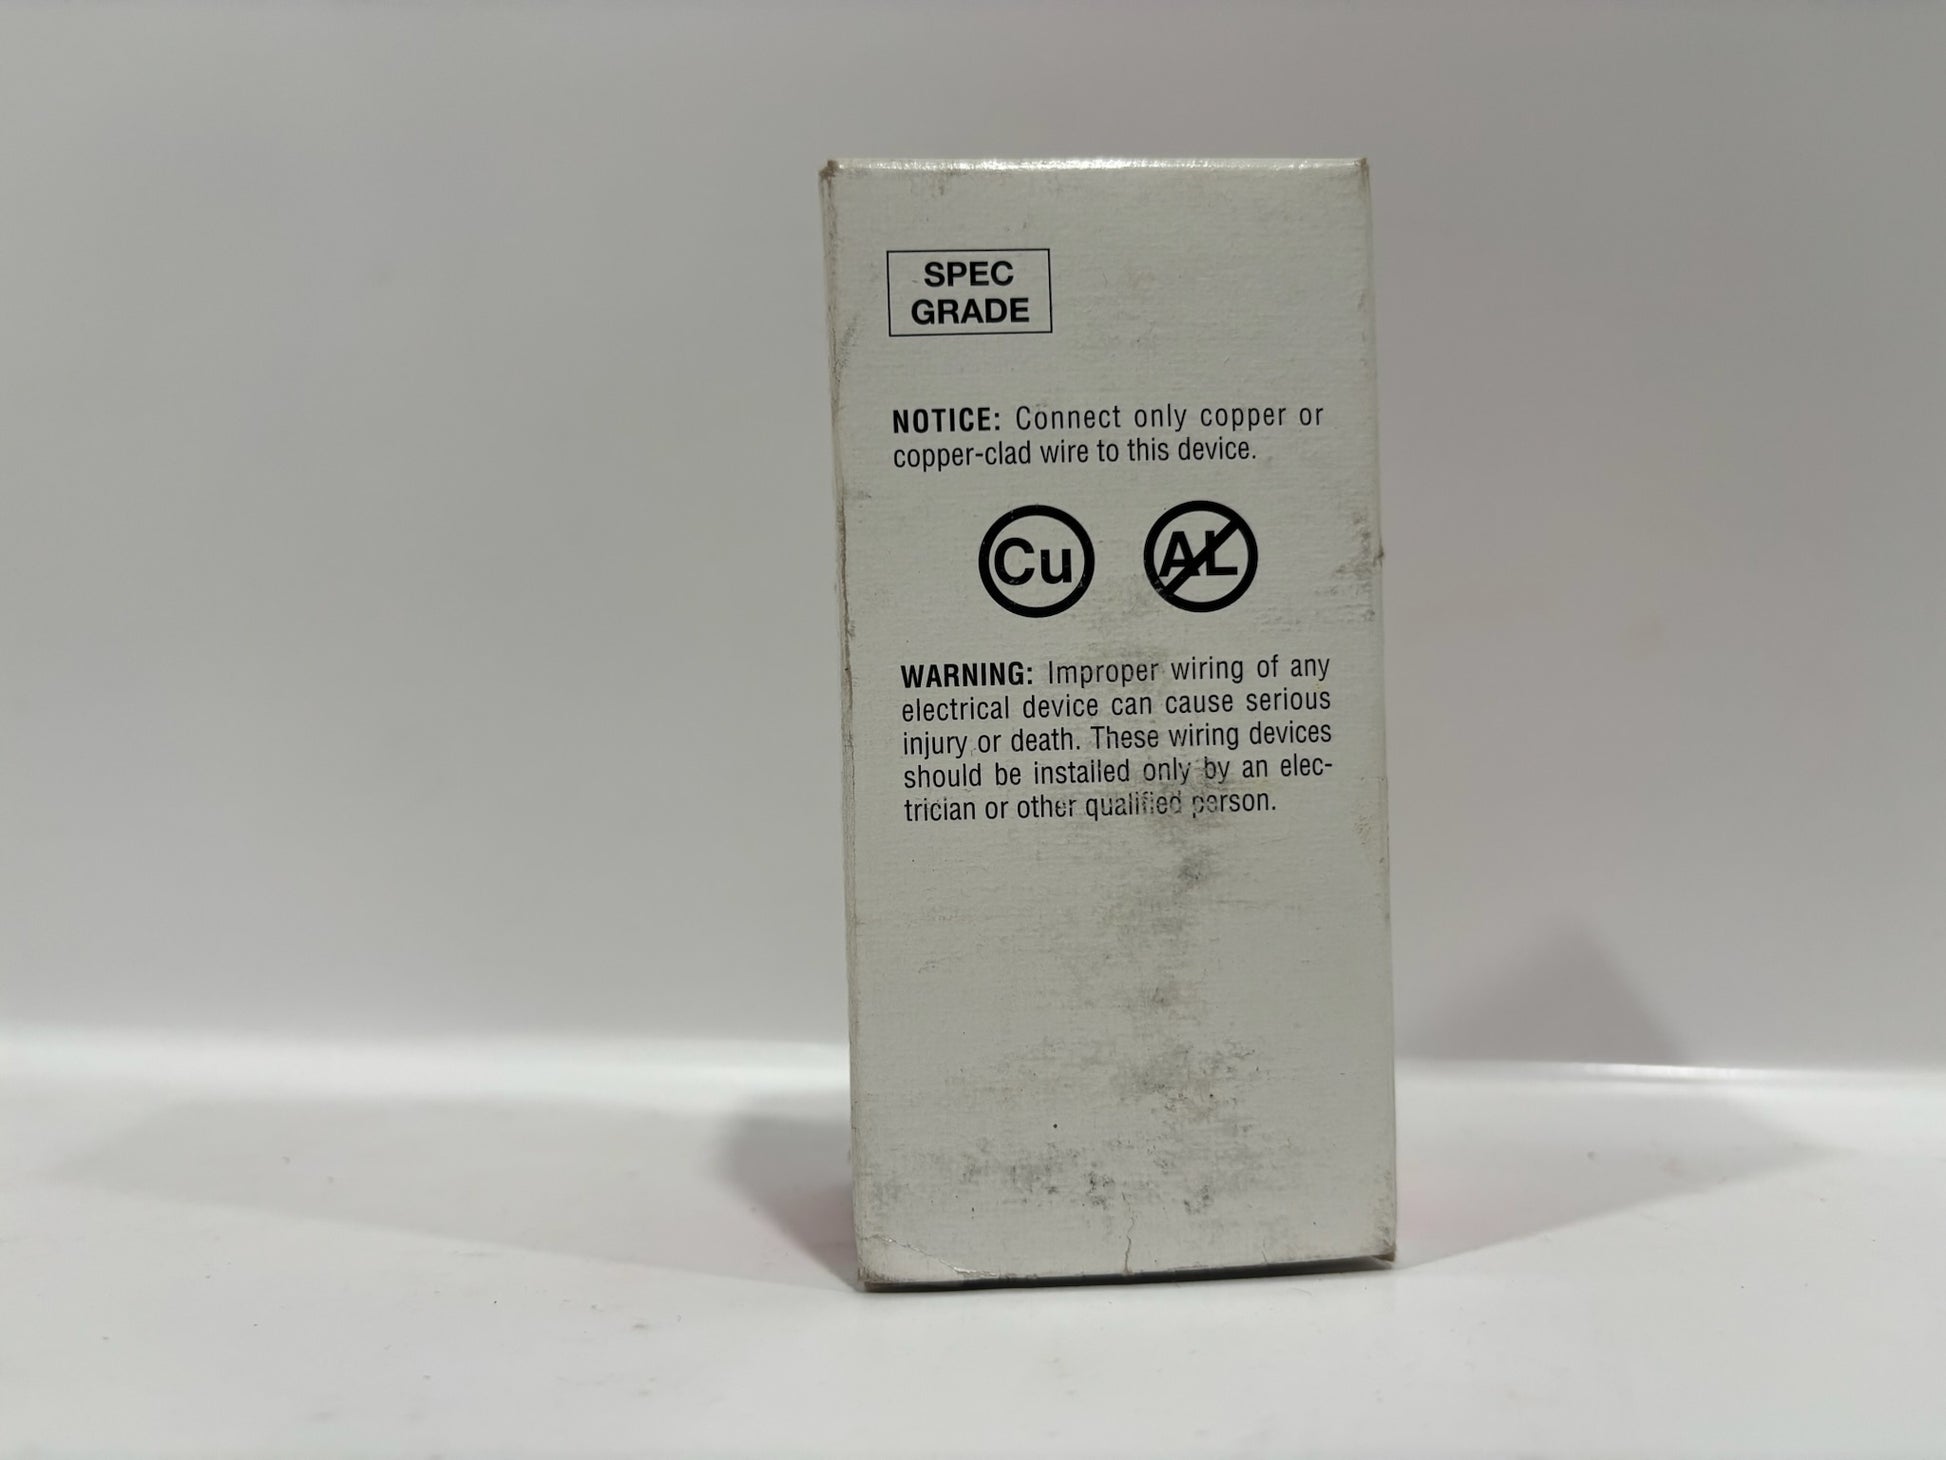 SPEC
GRADE
NOTICE: Connect only copper or
copper-clad wire to this device.
Cu AL
WARNING: Improper wiring of any
electrical device can cause serious
injury or death. These wiring devices
should be installed only by an elec-
trician or other qualified person.